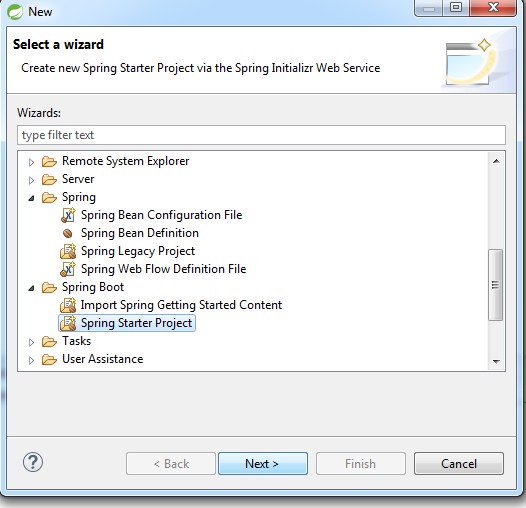 New
Select a wizard
Create new Spring Starter Project via the Spring Initializr Web Service
Wizards:
type filter text
Remote System Explorer
Server
Spring
Spring Bean Configuration File
Spring Bean Definition
Spring Legacy Project
Spring Web Flow Definition File
Spring Boot
Import Spring Getting Started Content
Spring Starter Project
Tasks
User Assistance
?
< Back
Next >
Finish
Cancel